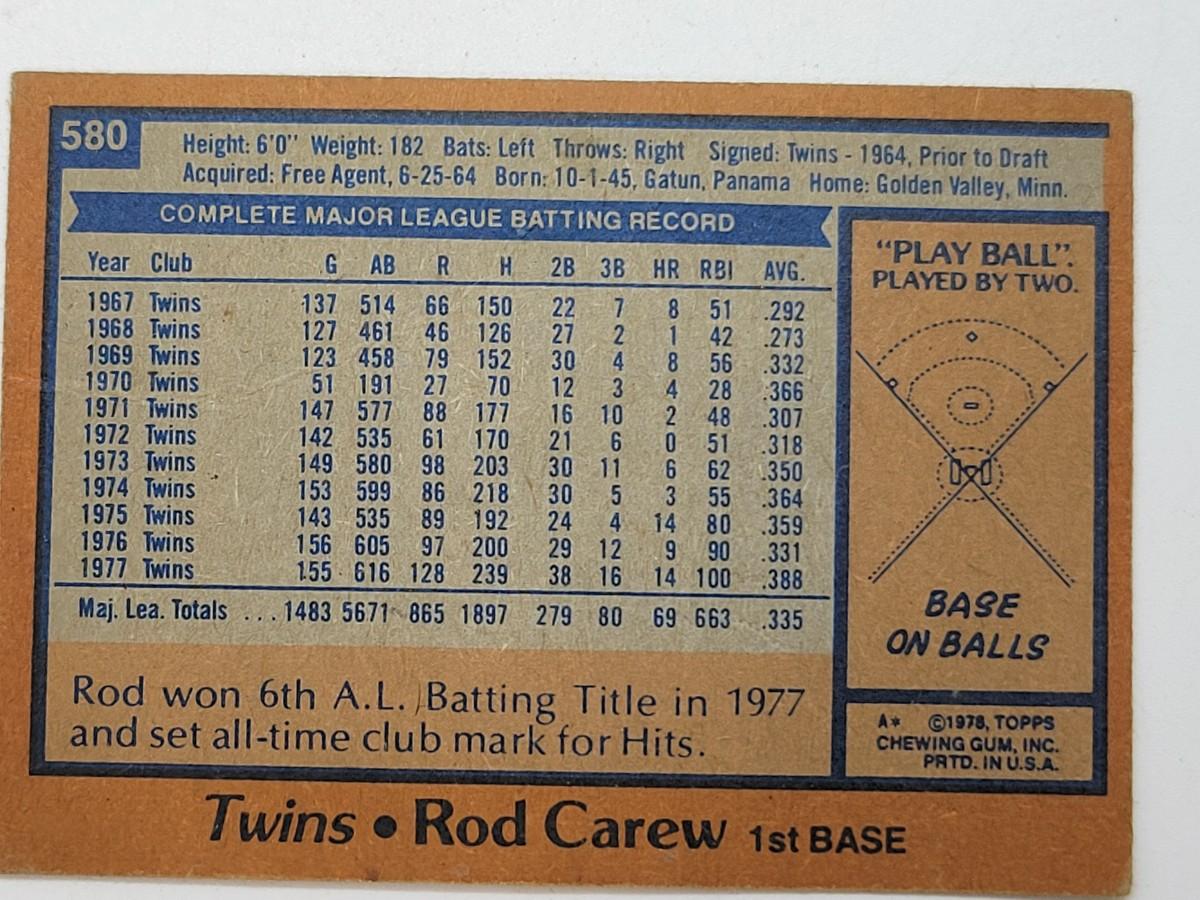 580
Height: 6'0" Weight: 182 Bats: Left Throws: Right Signed: Twins - 1964, Prior to Draft
Acquired: Free Agent, 6-25-64 Born: 10-1-45, Gatun, Panama Home: Golden Valley, Minn.
COMPLETE MAJOR LEAGUE BATTING RECORD
Year Club G AB R H 2B 3B HR RBI AVG.
1967 Twins 137 514 66 150 22 7 8 51 .292
1968 Twins 127 461 46 126 27 2 1 42 .273
1969 Twins 123 458 79 152 30 4 8 56 .332
1970 Twins 51 191 27 70 12 3 4 28 .366
1971 Twins 147 577 88 177 16 10 2 48 .307
1972 Twins 142 535 61 170 21 6 0 51 .318
1973 Twins 149 580 98 203 30 11 6 62 .350
1974 Twins 153 599 86 218 30 5 3 55 .364
1975 Twins 143 535 89 192 24 4 14 80 .359
1976 Twins 156 605 97 200 29 12 9 90 .331
1977 Twins 155 616 128 239 38 16 14 100 .388
Maj. Lea. Totals ...1483 5671 865 1897 279 80 69 663 .335
Rod won 6th A.L. Batting Title in 1977
and set all-time club mark for Hits.
"PLAY BALL".
PLAYED BY TWO.
BASE
ON BALLS
A* ©1978, TOPPS
CHEWING GUM, INC.
PRTD. IN U.S.A.
Twins • Rod Carew 1st BASE